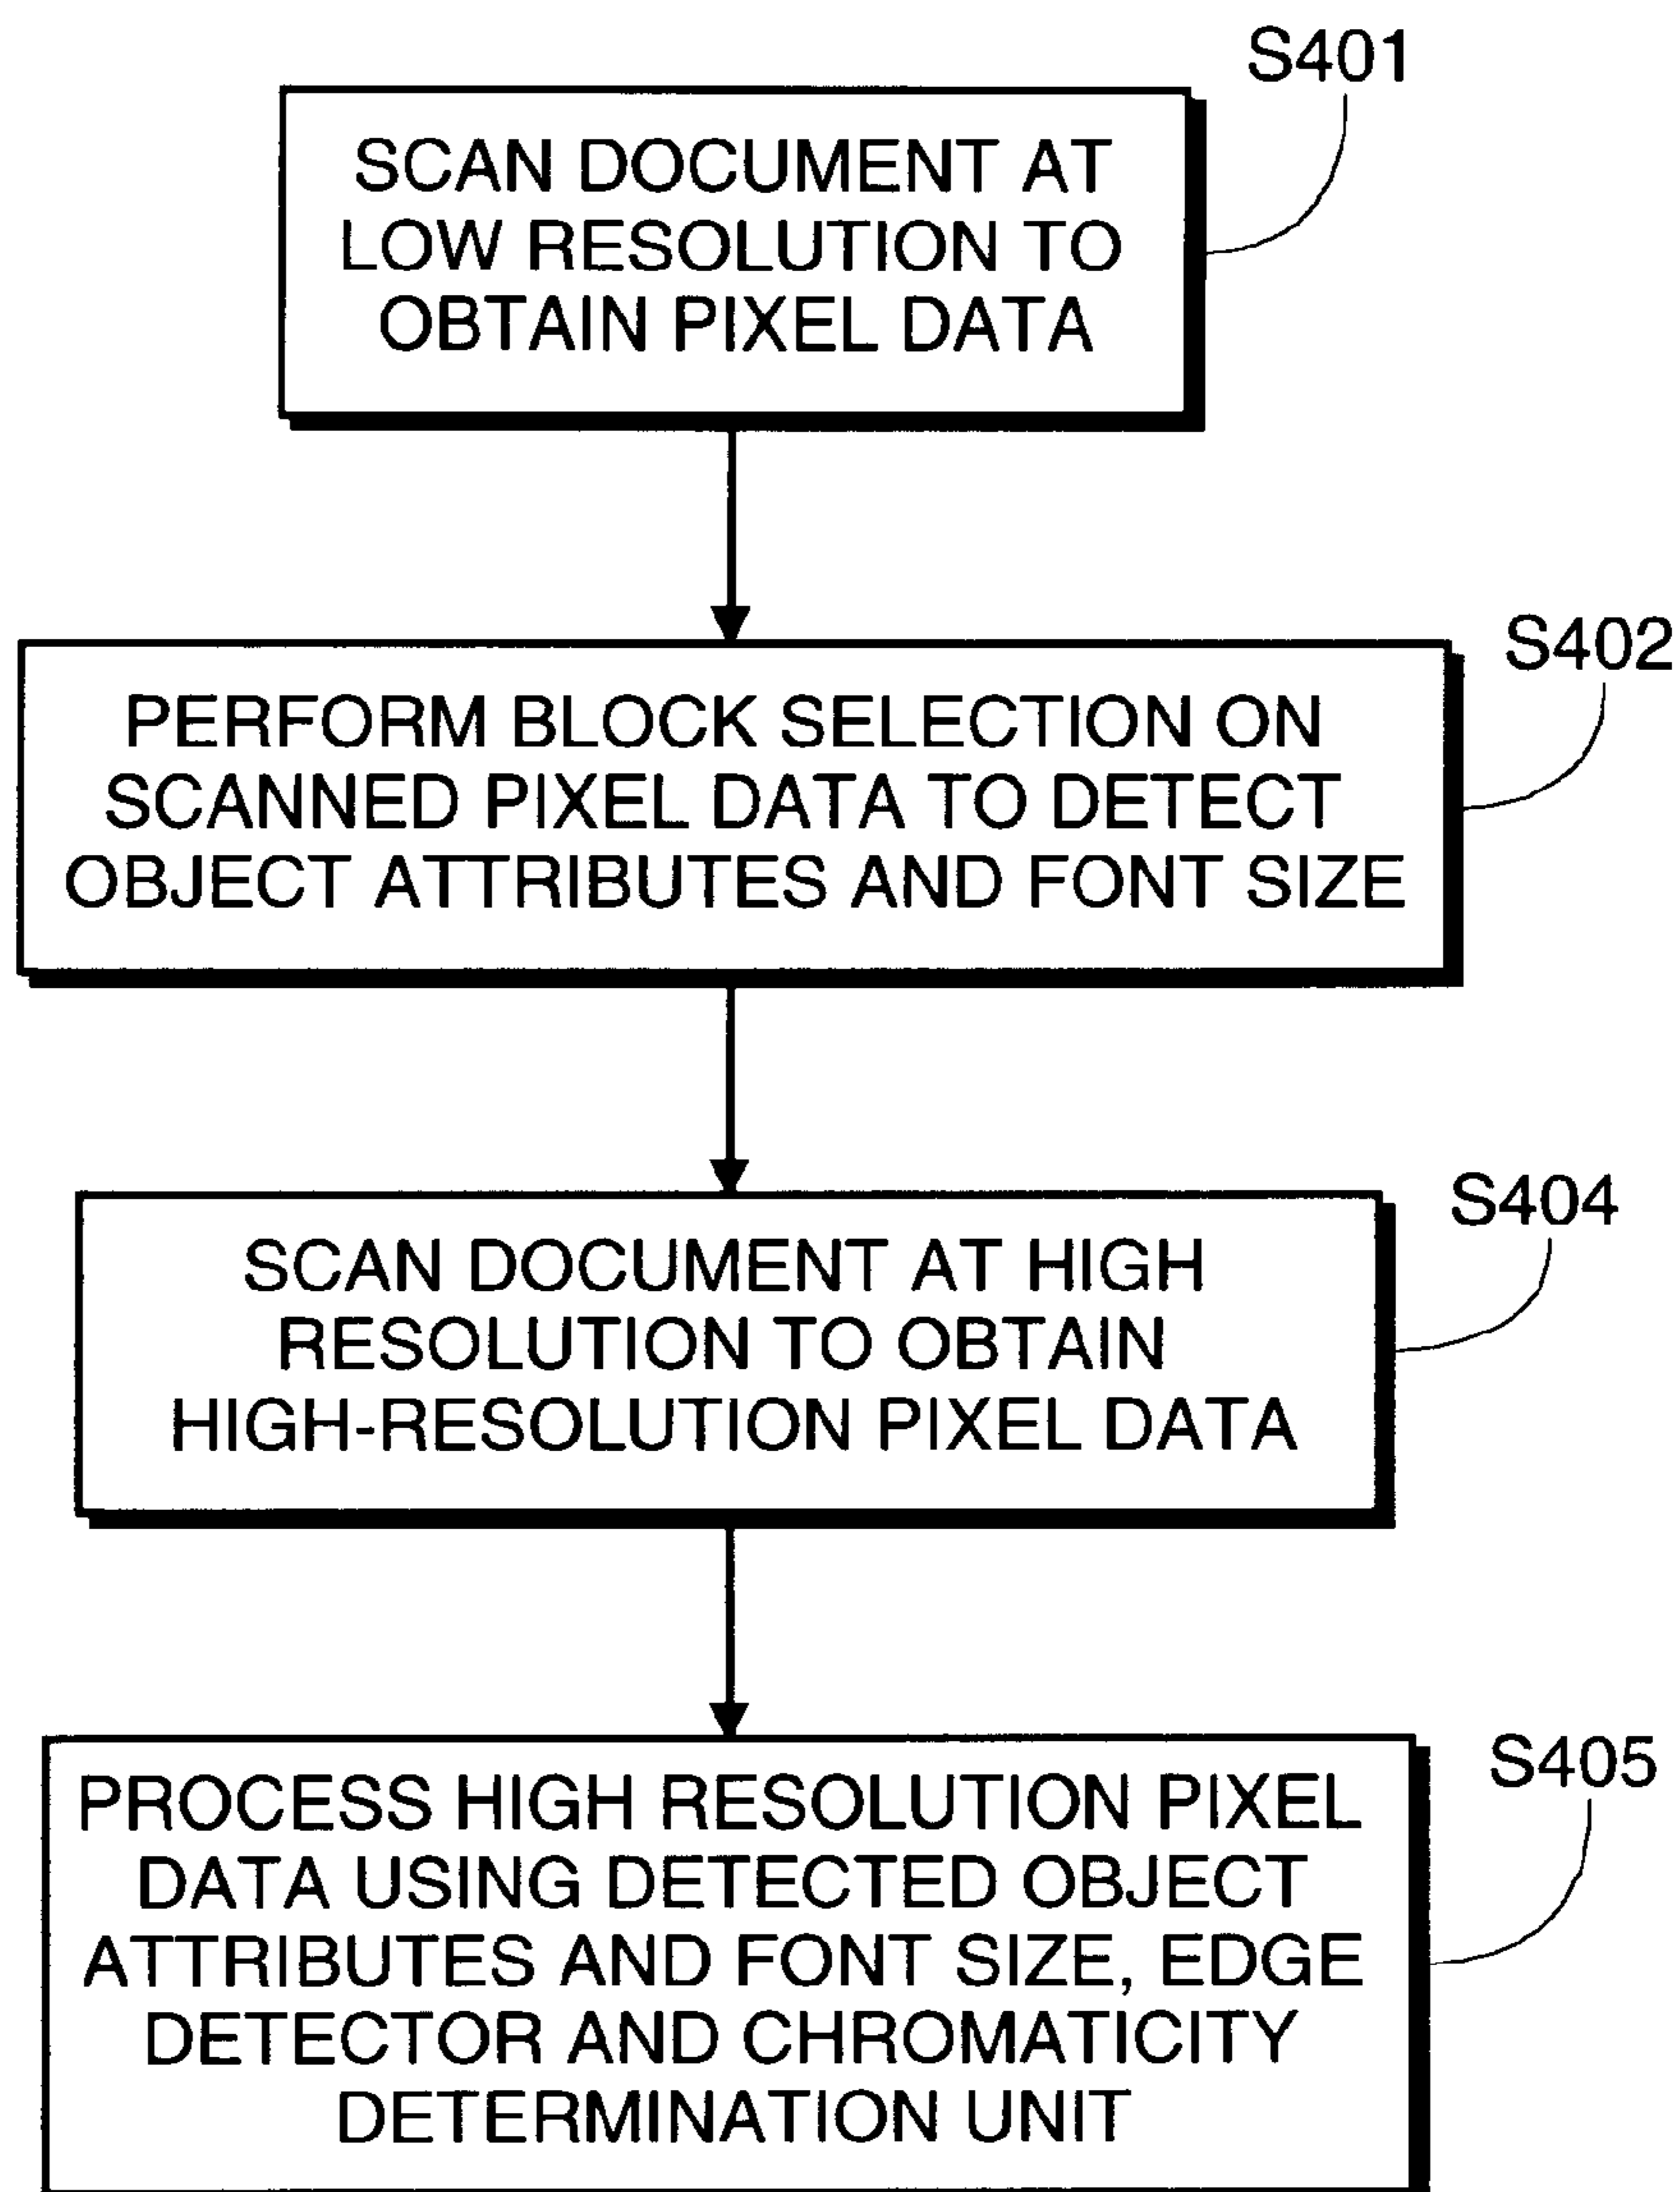 S401
SCAN DOCUMENT AT
LOW RESOLUTION TO
OBTAIN PIXEL DATA
S402
PERFORM BLOCK SELECTION ON
SCANNED PIXEL DATA TO DETECT
OBJECT ATTRIBUTES AND FONT SIZE
S404
SCAN DOCUMENT AT HIGH
RESOLUTION TO OBTAIN
HIGH-RESOLUTION PIXEL DATA
S405
PROCESS HIGH RESOLUTION PIXEL
DATA USING DETECTED OBJECT
ATTRIBUTES AND FONT SIZE, EDGE
DETECTOR AND CHROMATICITY
DETERMINATION UNIT